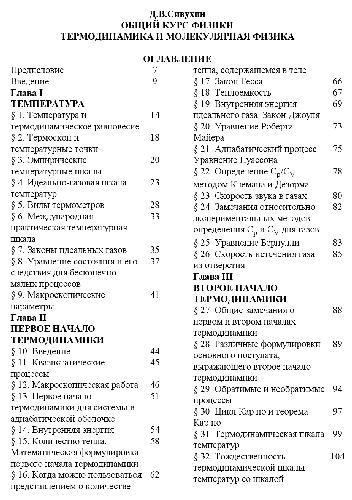 Д.В.Сивухин
ОБЩИЙ КУРС ФИЗИКИ
ТЕРМОДИНАМИКА И МОЛЕКУЛЯРНАЯ ФИЗИКА
ОГЛАВЛЕНИЕ
Предисловие 7
Введение 9
Глава I
ТЕМПЕРАТУРА
§ 1. Температура и 14
термодинамическое равновесие
§ 2. Термоскоп и 18
температурные точки
§ 3. Эмпирические 20
температурные шкалы
§ 4. Идеально-газовая шкала 23
температур
§ 5. Виды термометров 28
§ 6. Международная 33
практическая температурная
шкала
§ 7. Законы идеальных газов 35
§ 8. Уравнение состояния и его 37
следствия для бесконечно
малых процессов
§ 9. Макроскопические 41
параметры
Глава II
ПЕРВОЕ НАЧАЛО
ТЕРМОДИНАМИКИ
§ 10. Введение 44
§ 11. Квазистатические 45
процессы
§ 12. Макроскопическая работа 46
§ 13. Первое начало 51
термодинамики для системы в
адиабатической оболочке
§ 14. Внутренняя энергия 54
§ 15. Количество тепла. 58
Математическая формулировка
первого начала термодинамики
§ 16. Когда можно пользоваться 62
представлением о количестве
тепла, содержащемся в теле
§ 17. Закон Гесса 66
§ 18. Теплоемкость 67
§ 19. Внутренняя энергия 69
идеального газа. Закон Джоуля
§ 20. Уравнение Роберта 73
Майера
§ 21. Адиабатический процесс 75
Уравнение Пуассона
§ 22. Определение Cp/Cv 78
методом Клемана и Дезорма
§ 23. Скорость звука в газах 80
§ 24. Замечания относительно 82
экспериментальных методов
определения Cp и Cv для газов
§ 25. Уравнение Бернулли 83
§ 26. Скорость истечения газа 85
из отверстия
Глава III
ВТОРОЕ НАЧАЛО
ТЕРМОДИНАМИКИ
§ 27. Общие замечания о 88
первом и втором началах
термодинамики
§ 28. Различные формулировки 89
основного постулата,
выражающего второе начало
термодинамики
§ 29. Обратимые и необратимые 94
процессы
§ 30. Цикл Карно и теорема 97
Карно
§ 31. Термодинамическая шкала 99
температур
§ 32. Тождественность 104
термодинамической шкалы
температур со шкалой